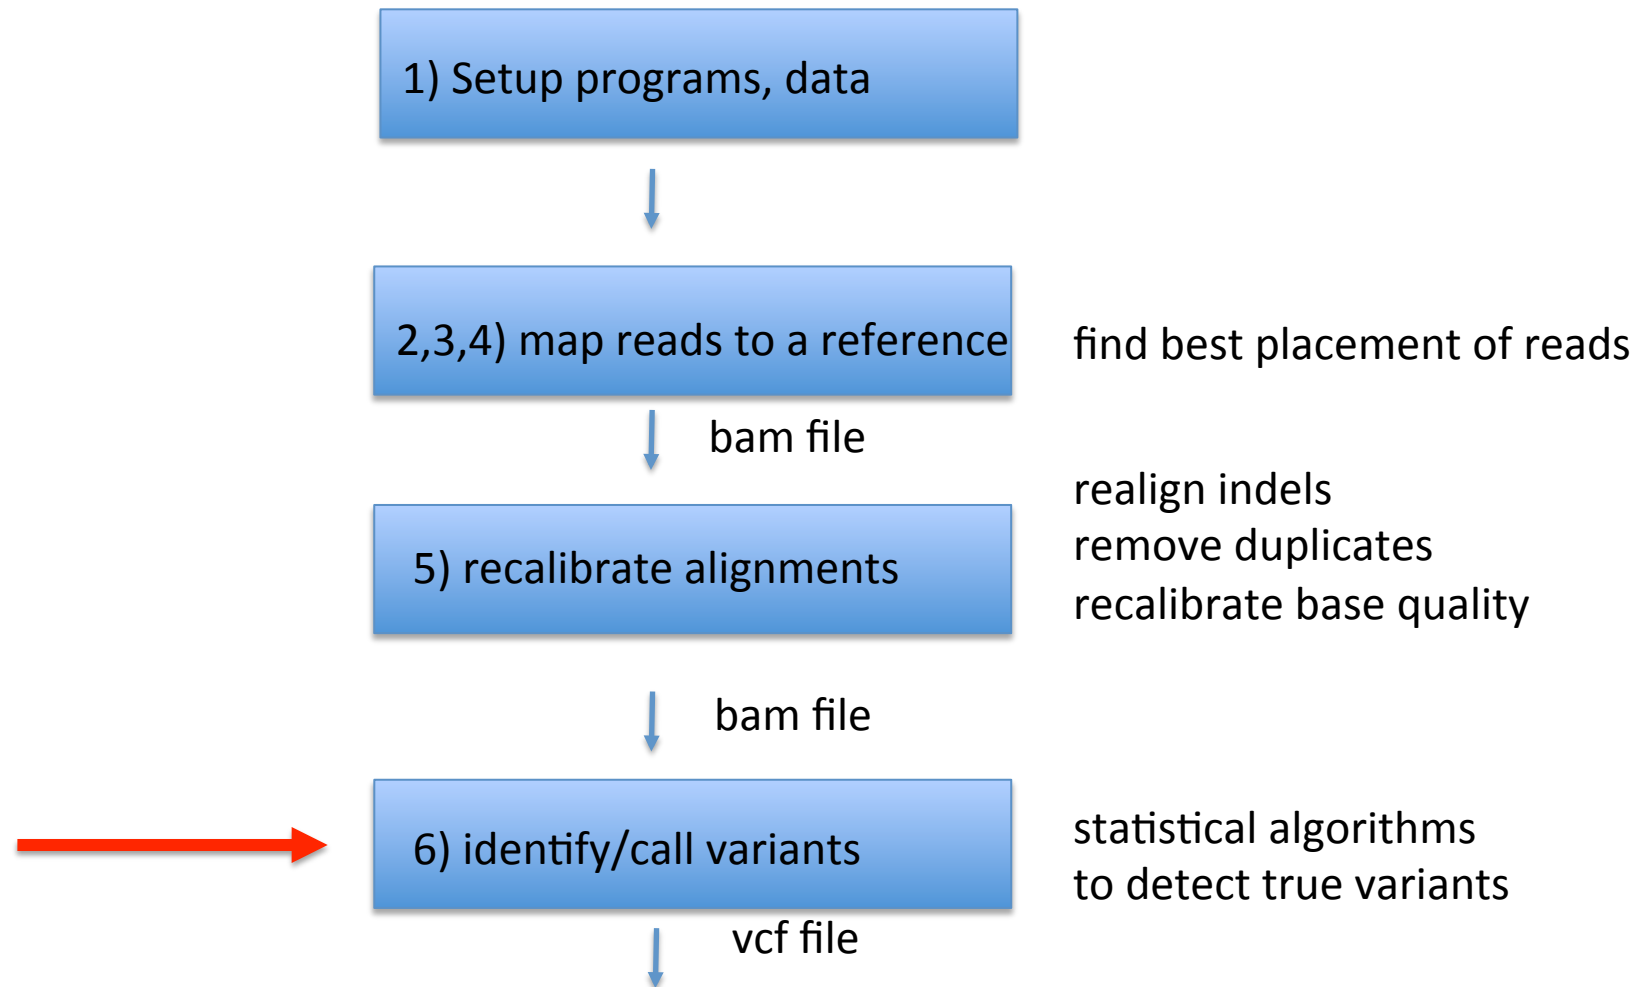 1) Setup programs, data
2,3,4) map reads to a reference
find best placement of reads
bam file
5) recalibrate alignments
realign indels
remove duplicates
recalibrate base quality
bam file
6) identify/call variants
statistical algorithms
to detect true variants
vcf file